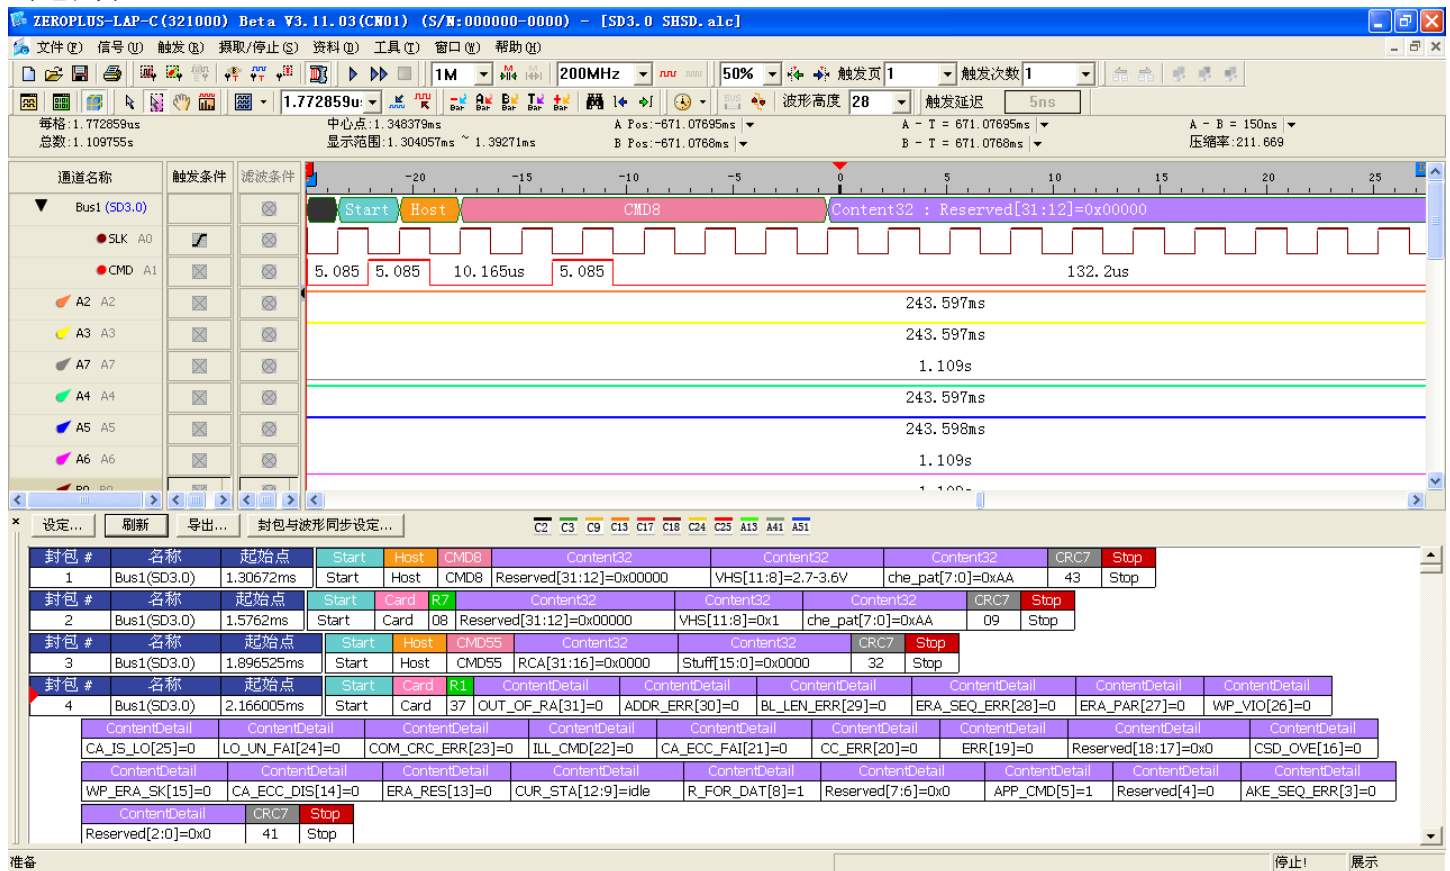 ZEROPLUS-LAP-C(321000) Beta V3.11.03(CN01) (S/N:000000-0000) - [SD3.0 SHSD.alc]
文件(F) 信号(U) 触发(R) 摄取/停止(S) 资料(D) 工具(T) 窗口(W) 帮助(H)
1M 200MHz 50% 触发页 1 触发次数 1
1.772859u: Bar Bar Bar Bar Bar BUS 波形高度 28 触发延迟 5ns
每格:1.772859us 中心点:1.348379ms A Pos:-671.07695ms A - T = 671.07695ms A - B = 150ns
总数:1.109755s 显示范围:1.304057ms ~ 1.39271ms B Pos:-671.0768ms B - T = 671.0768ms 压缩率:211.669
通道名称 触发条件 滤波条件 -20 -15 -10 -5 0 5 10 15 20 25
Bus1 (SD3.0) Start Host CMD8 Content32 : Reserved[31:12]=0x00000
SLK A0
CMD A1 5.085 5.085 10.165us 5.085 132.2us
A2 A2 243.597ms
A3 A3 243.597ms
A7 A7 1.109s
A4 A4 243.597ms
A5 A5 243.598ms
A6 A6 1.109s
设定... 刷新 导出... 封包与波形同步设定... C2 C3 C9 C13 C17 C18 C24 C25 A13 A41 A51
封包 # 名称 起始点 Start Host CMD8 Content32 Content32 Content32 CRC7 Stop
1 Bus1(SD3.0) 1.30672ms Start Host CMD8 Reserved[31:12]=0x00000 VHS[11:8]=2.7-3.6V che_pat[7:0]=0xAA 43 Stop
封包 # 名称 起始点 Start Card R7 Content32 Content32 Content32 CRC7 Stop
2 Bus1(SD3.0) 1.5762ms Start Card 08 Reserved[31:12]=0x00000 VHS[11:8]=0x1 che_pat[7:0]=0xAA 09 Stop
封包 # 名称 起始点 Start Host CMD55 Content32 Content32 CRC7 Stop
3 Bus1(SD3.0) 1.896525ms Start Host CMD55 RCA[31:16]=0x0000 Stuff[15:0]=0x0000 32 Stop
封包 # 名称 起始点 Start Card R1 ContentDetail ContentDetail ContentDetail ContentDetail ContentDetail ContentDetail
4 Bus1(SD3.0) 2.166005ms Start Card 37 OUT_OF_RA[31]=0 ADDR_ERR[30]=0 BL_LEN_ERR[29]=0 ERA_SEQ_ERR[28]=0 ERA_PAR[27]=0 WP_VIO[26]=0
ContentDetail ContentDetail ContentDetail ContentDetail ContentDetail ContentDetail ContentDetail ContentDetail ContentDetail
CA_IS_LO[25]=0 LO_UN_FAI[24]=0 COM_CRC_ERR[23]=0 ILL_CMD[22]=0 CA_ECC_FAI[21]=0 CC_ERR[20]=0 ERR[19]=0 Reserved[18:17]=0x0 CSD_OVE[16]=0
ContentDetail ContentDetail ContentDetail ContentDetail ContentDetail ContentDetail ContentDetail ContentDetail ContentDetail
WP_ERA_SK[15]=0 CA_ECC_DIS[14]=0 ERA_RES[13]=0 CUR_STA[12:9]=idle R_FOR_DAT[8]=1 Reserved[7:6]=0x0 APP_CMD[5]=1 Reserved[4]=0 AKE_SEQ_ERR[3]=0
ContentDetail CRC7 Stop
Reserved[2:0]=0x0 41 Stop
准备 停止! 展示